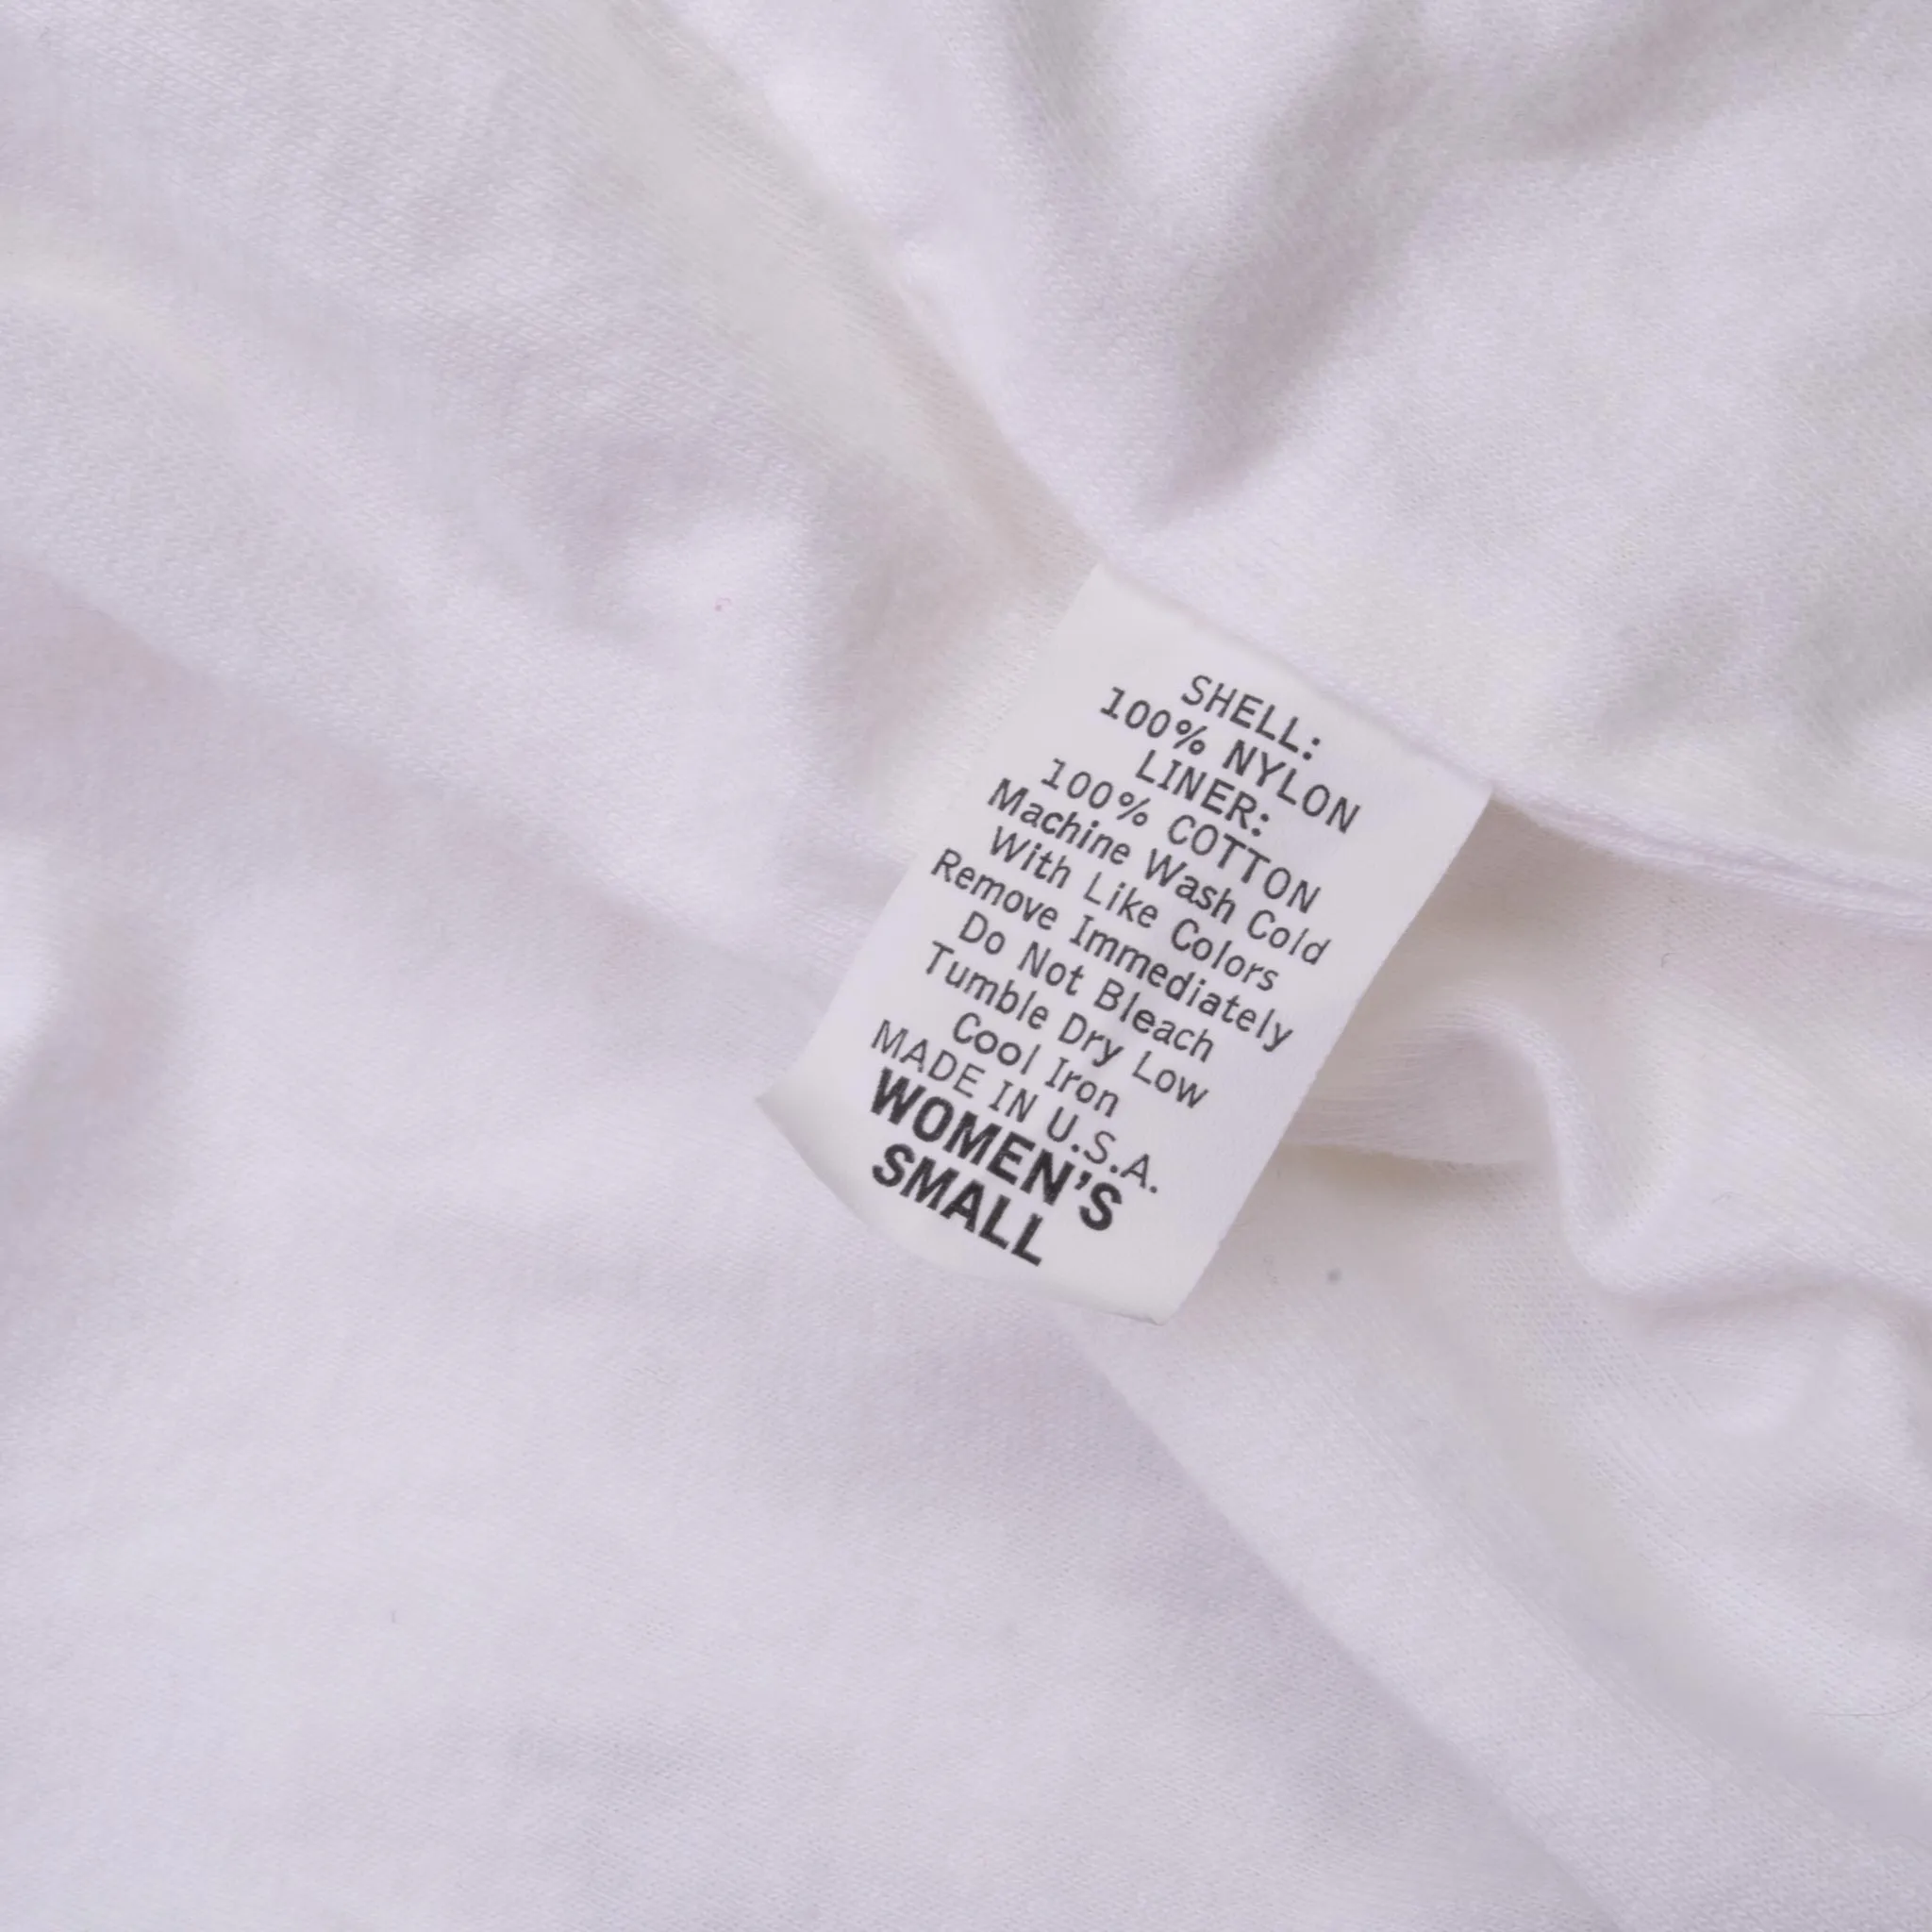 SHELL:
100% NYLON
LINER:
100% COTTON
Machine Wash Cold
With Like Colors
Remove Immediately
Do Not Bleach
Tumble Dry Low
Cool Iron
MADE IN U.S.A.
WOMEN'S
SMALL